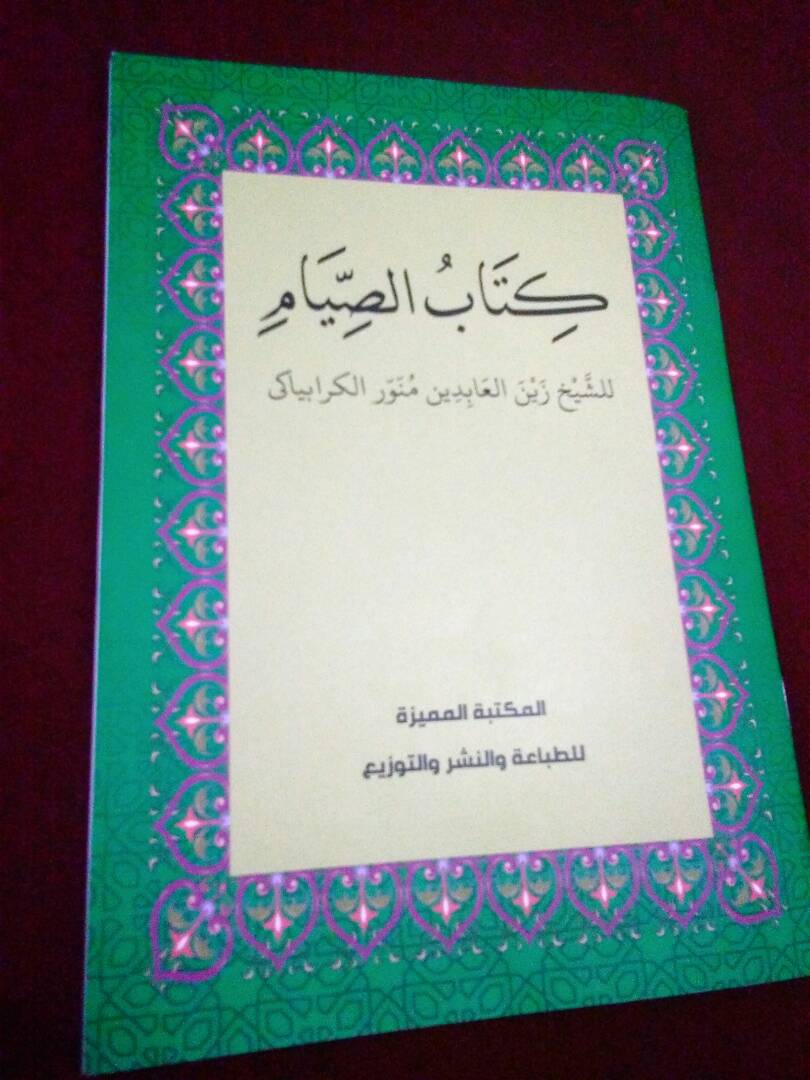 كِتَابُ الصِّيَامِ
للشَّيْخ زَيْنَ العَابِدِين مُنَوّر الكرابياكى
المكتبة المميزة
للطباعة والنشر والتوزيع